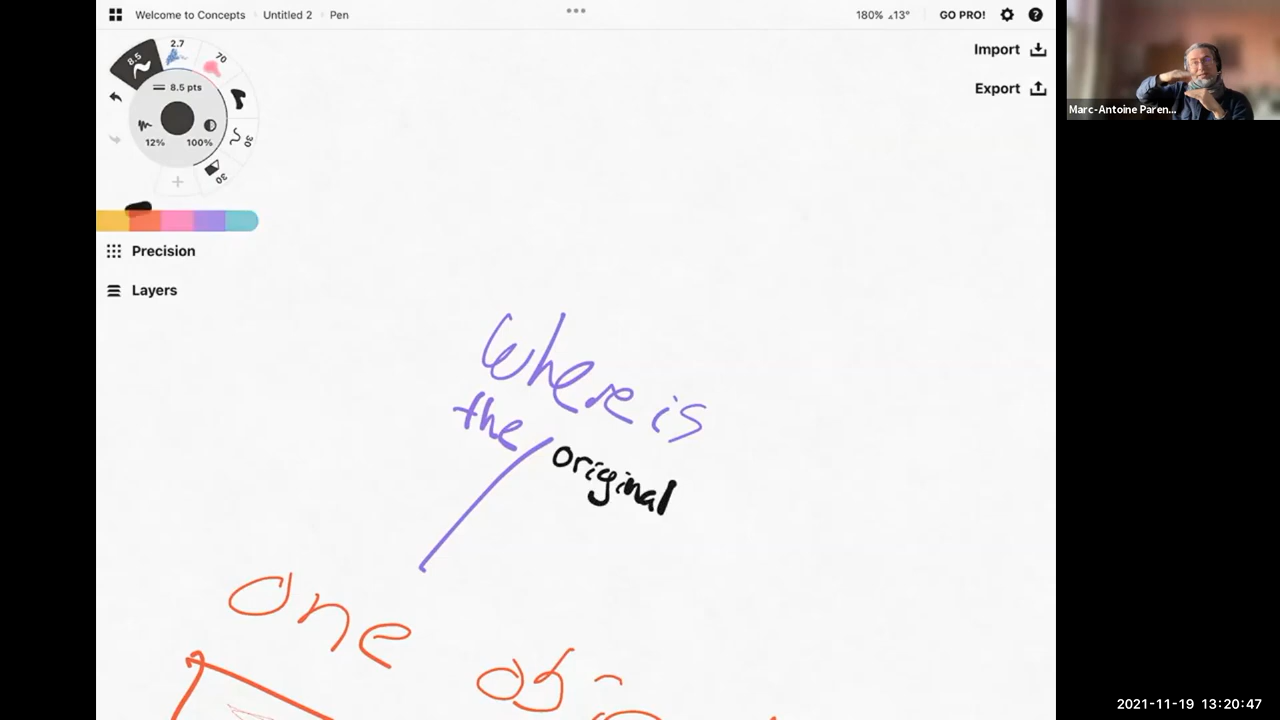 Welcome to Concepts Untitled 2 Pen
180% 13° GO PRO! ?
Import
Export
8.5
2.7
70
8.5 pts
12% 100%
30
30
Precision
Layers
Where is
the original
One
Marc-Antoine Paren...
2021-11-19 13:20:47